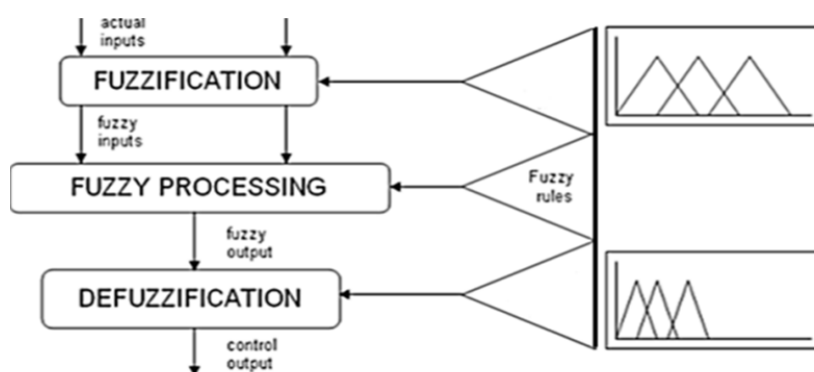 actual
inputs
FUZZIFICATION
fuzzy
inputs
FUZZY PROCESSING
Fuzzy
rules
fuzzy
output
DEFUZZIFICATION
control
output